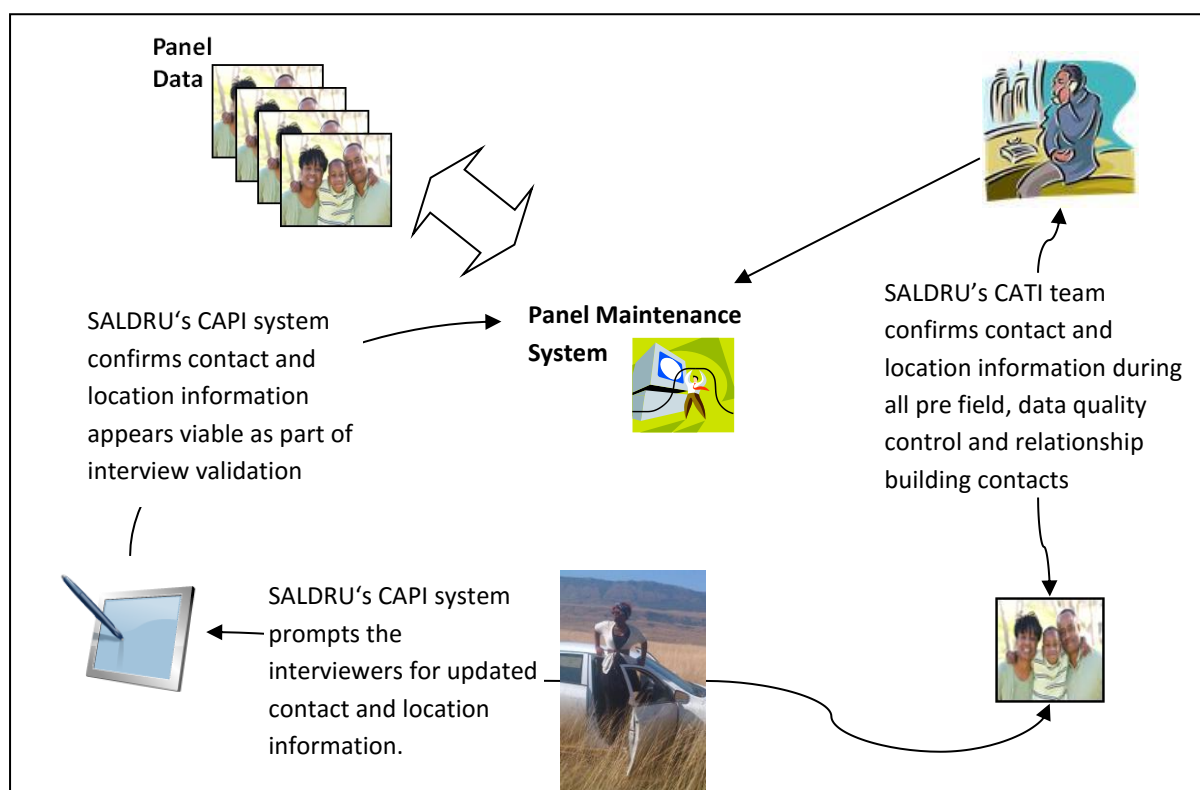 Panel
Data
SALDRU‘s CAPI system
confirms contact and
location information
appears viable as part of
interview validation
Panel Maintenance
System
SALDRU’s CATI team
confirms contact and
location information during
all pre field, data quality
control and relationship
building contacts
SALDRU‘s CAPI system
prompts the
interviewers for updated
contact and location
information.